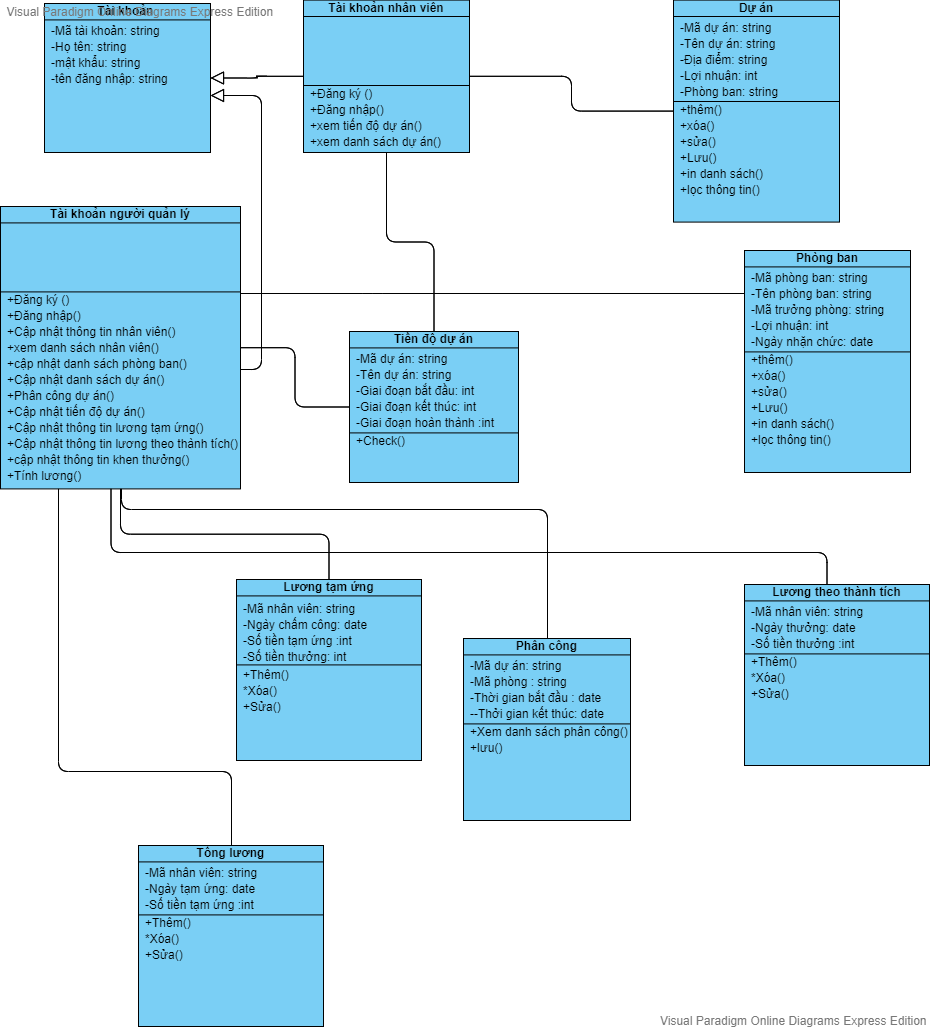 Visual Paradigm Online Diagrams Express Edition
Tài khoản
-Mã tài khoản: string
-Họ tên: string
-mật khẩu: string
-tên đăng nhập: string
Tài khoản nhân viên
+Đăng ký ()
+Đăng nhập()
+xem tiến độ dự án()
+xem danh sách dự án()
Dự án
-Mã dự án: string
-Tên dự án: string
-Địa điểm: string
-Lợi nhuận: int
-Phòng ban: string
+thêm()
+xóa()
+sửa()
+Lưu()
+in danh sách()
+lọc thông tin()
Tài khoản người quản lý
+Đăng ký ()
+Đăng nhập()
+Cập nhật thông tin nhân viên()
+xem danh sách nhân viên()
+cập nhật danh sách phòng ban()
+Cập nhật danh sách dự án()
+Phân công dự án()
+Cập nhật tiến độ dự án()
+Cập nhật thông tin lương tạm ứng()
+Cập nhật thông tin lương theo thành tích()
+cập nhật thông tin khen thưởng()
+Tính lương()
Phòng ban
-Mã phòng ban: string
-Tên phòng ban: string
-Mã trưởng phòng: string
-Lợi nhuận: int
-Ngày nhận chức: date
+thêm()
+xóa()
+sửa()
+Lưu()
+in danh sách()
+lọc thông tin()
Tiến độ dự án
-Mã dự án: string
-Tên dự án: string
-Giai đoạn bắt đầu: int
-Giai đoạn kết thúc: int
-Giai đoạn hoàn thành :int
+Check()
Lương tạm ứng
-Mã nhân viên: string
-Ngày chấm công: date
-Số tiền tạm ứng :int
-Số tiền thưởng: int
+Thêm()
*Xóa()
+Sửa()
Phân công
-Mã dự án: string
-Mã phòng : string
-Thời gian bắt đầu : date
--Thởi gian kết thúc: date
+Xem danh sách phân công()
+lưu()
Lương theo thành tích
-Mã nhân viên: string
-Ngày thưởng: date
-Số tiền thưởng :int
+Thêm()
*Xóa()
+Sửa()
Tổng lương
-Mã nhân viên: string
-Ngày tạm ứng: date
-Số tiền tạm ứng :int
+Thêm()
*Xóa()
+Sửa()
Visual Paradigm Online Diagrams Express Edition